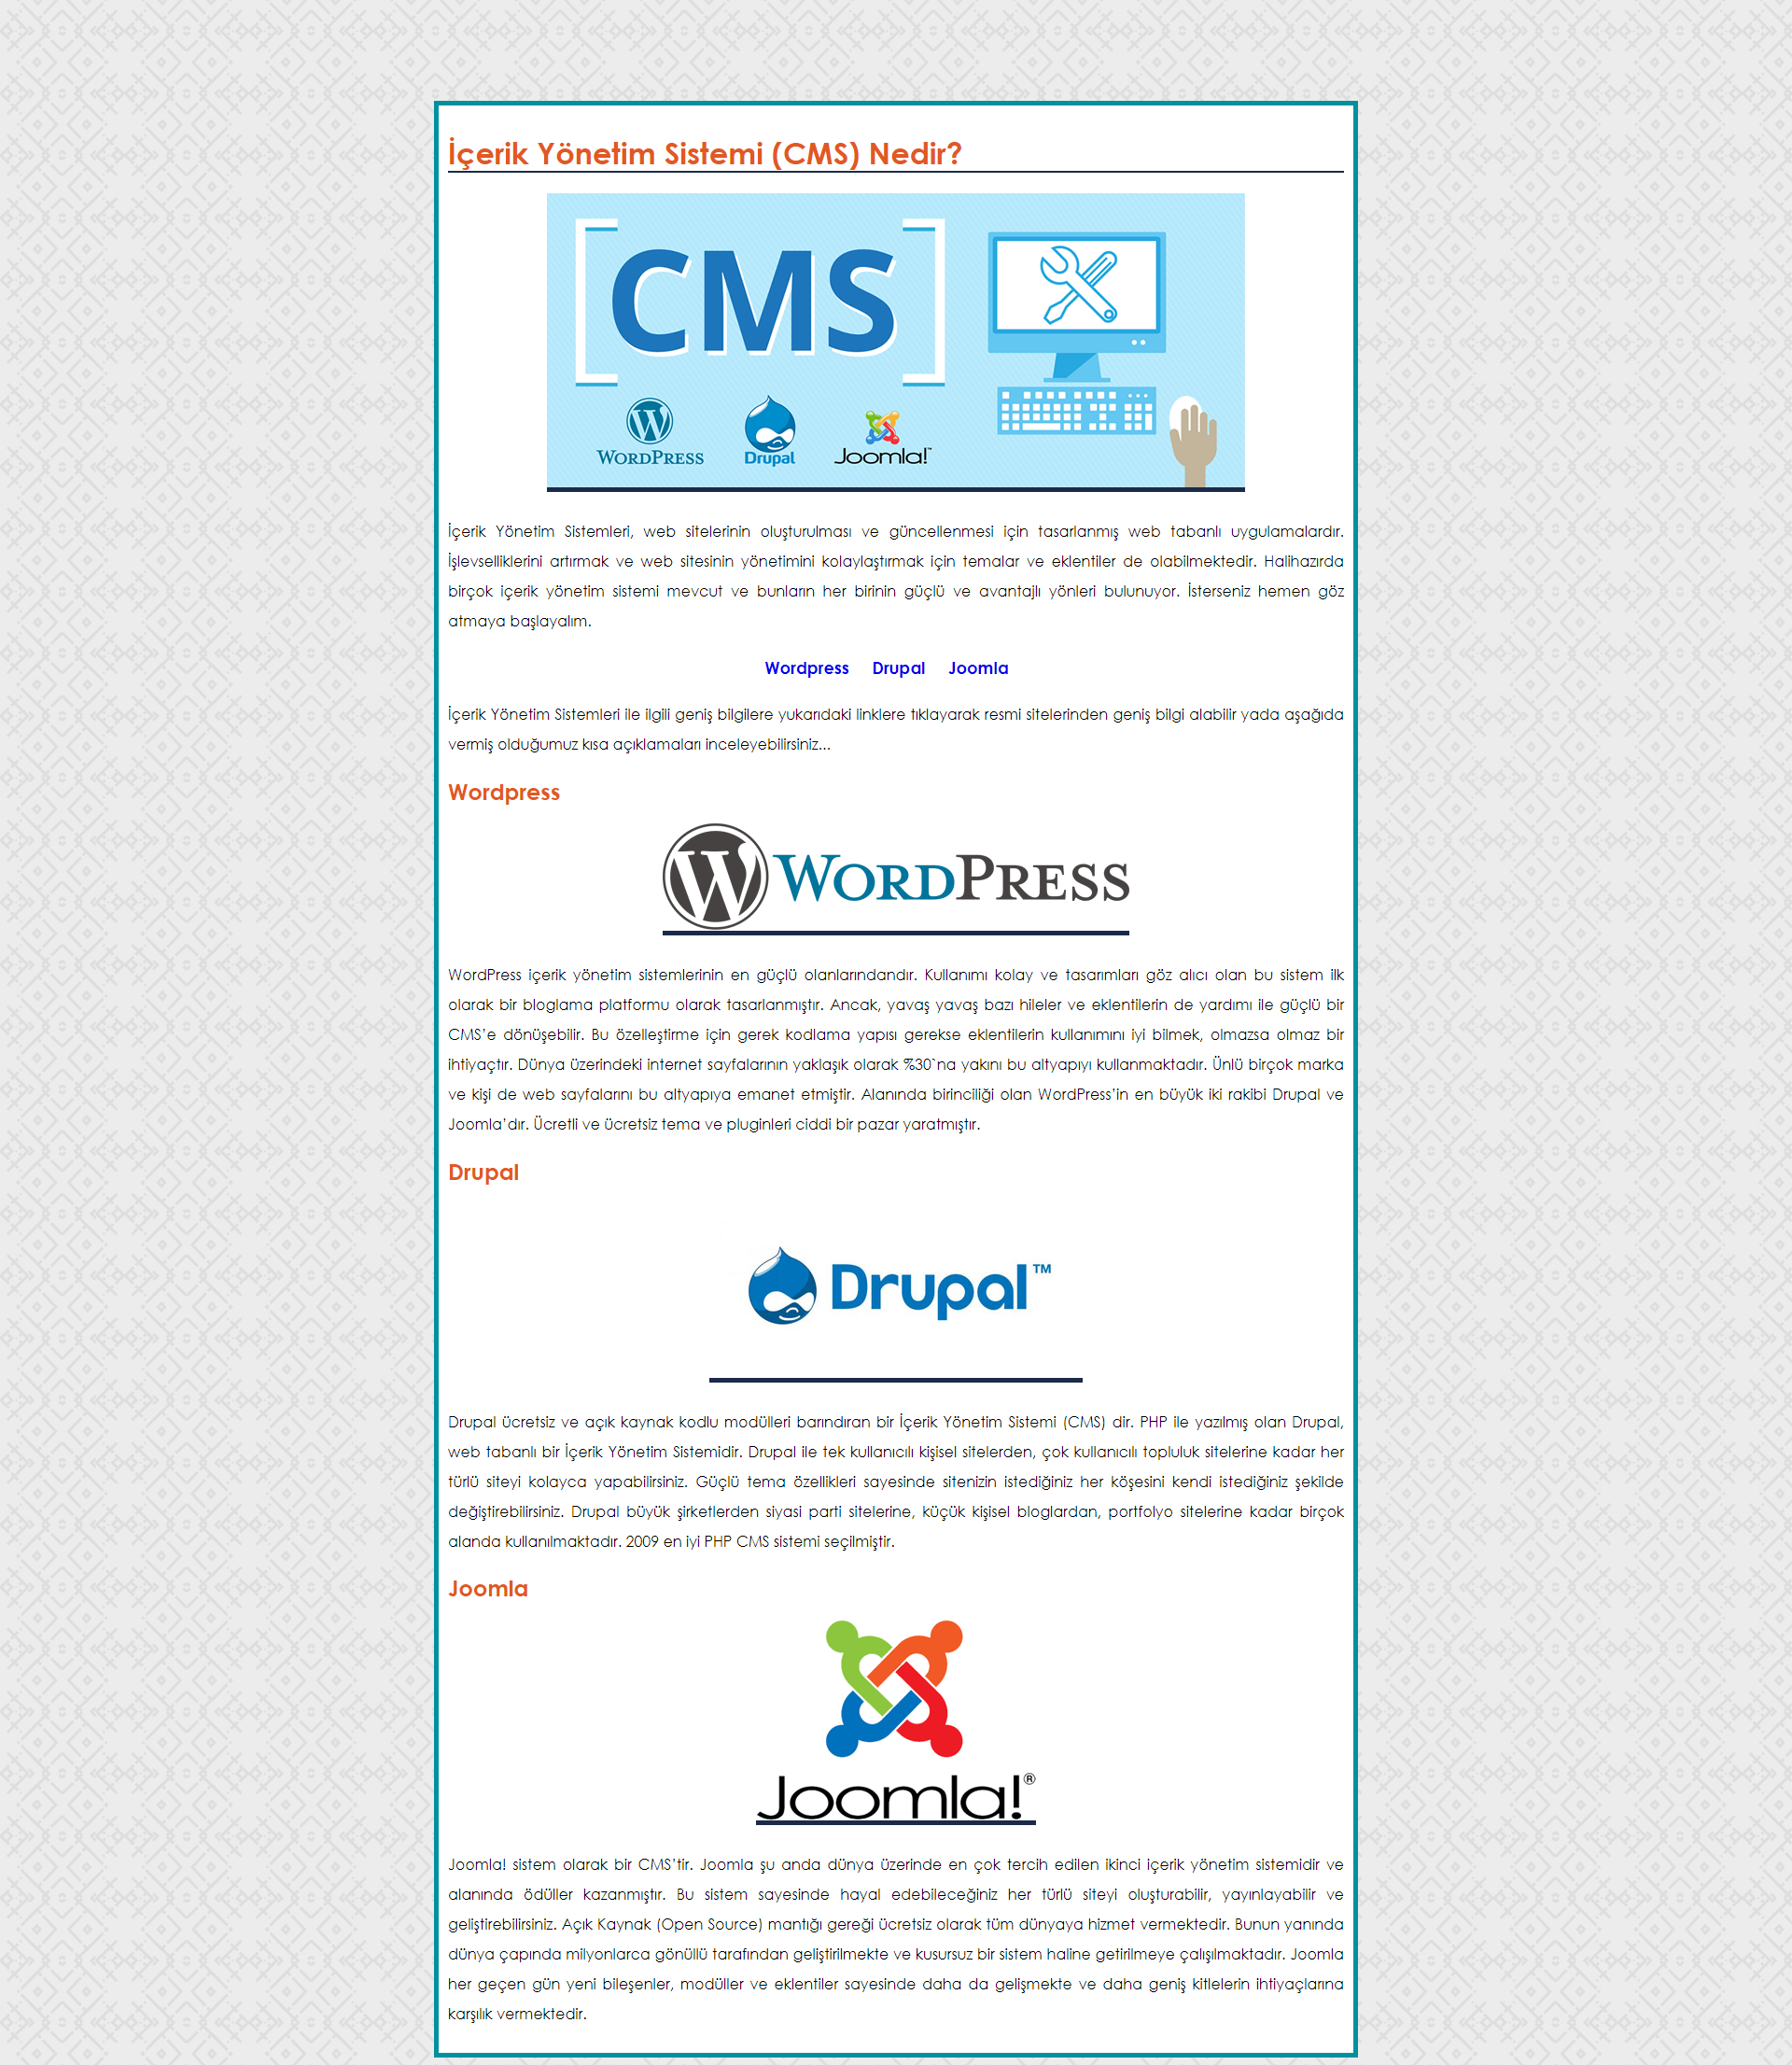 İçerik Yönetim Sistemi (CMS) Nedir?
CMS
WORDPRESS
Drupal
Joomla!™
İçerik Yönetim Sistemleri, web sitelerinin oluşturulması ve güncellenmesi için tasarlanmış web tabanlı uygulamalardır.
İşlevselliklerini artırmak ve web sitesinin yönetimini kolaylaştırmak için temalar ve eklentiler de olabilmektedir. Halihazırda
birçok içerik yönetim sistemi mevcut ve bunların her birinin güçlü ve avantajlı yönleri bulunuyor. İsterseniz hemen göz
atmaya başlayalım.
Wordpress Drupal Joomla
İçerik Yönetim Sistemleri ile ilgili geniş bilgilere yukarıdaki linklere tıklayarak resmi sitelerinden geniş bilgi alabilir yada aşağıda
vermiş olduğumuz kısa açıklamaları inceleyebilirsiniz...
Wordpress
WORDPRESS
WordPress içerik yönetim sistemlerinin en güçlü olanlarındandır. Kullanımı kolay ve tasarımları göz alıcı olan bu sistem ilk
olarak bir bloglama platformu olarak tasarlanmıştır. Ancak, yavaş yavaş bazı hileler ve eklentilerin de yardımı ile güçlü bir
CMS'e dönüşebilir. Bu özelleştirme için gerek kodlama yapısı gerekse eklentilerin kullanımını iyi bilmek, olmazsa olmaz bir
ihtiyaçtır. Dünya üzerindeki internet sayfalarının yaklaşık olarak %30`na yakını bu altyapıyı kullanmaktadır. Ünlü birçok marka
ve kişi de web sayfalarını bu altyapıya emanet etmiştir. Alanında birinciliği olan WordPress'in en büyük iki rakibi Drupal ve
Joomla'dır. Ücretli ve ücretsiz tema ve pluginleri ciddi bir pazar yaratmıştır.
Drupal
Drupal™
Drupal ücretsiz ve açık kaynak kodlu modülleri barındıran bir İçerik Yönetim Sistemi (CMS) dir. PHP ile yazılmış olan Drupal,
web tabanlı bir İçerik Yönetim Sistemidir. Drupal ile tek kullanıcılı kişisel sitelerden, çok kullanıcılı topluluk sitelerine kadar her
türlü siteyi kolayca yapabilirsiniz. Güçlü tema özellikleri sayesinde sitenizin istediğiniz her köşesini kendi istediğiniz şekilde
değiştirebilirsiniz. Drupal büyük şirketlerden siyasi parti sitelerine, küçük kişisel bloglardan, portfolyo sitelerine kadar birçok
alanda kullanılmaktadır. 2009 en iyi PHP CMS sistemi seçilmiştir.
Joomla
Joomla!®
Joomla! sistem olarak bir CMS'tir. Joomla şu anda dünya üzerinde en çok tercih edilen ikinci içerik yönetim sistemidir ve
alanında ödüller kazanmıştır. Bu sistem sayesinde hayal edebileceğiniz her türlü siteyi oluşturabilir, yayınlayabilir ve
geliştirebilirsiniz. Açık Kaynak (Open Source) mantığı gereği ücretsiz olarak tüm dünyaya hizmet vermektedir. Bunun yanında
dünya çapında milyonlarca gönüllü tarafından geliştirilmekte ve kusursuz bir sistem haline getirilmeye çalışılmaktadır. Joomla
her geçen gün yeni bileşenler, modüller ve eklentiler sayesinde daha da gelişmekte ve daha geniş kitlelerin ihtiyaçlarına
karşılık vermektedir.